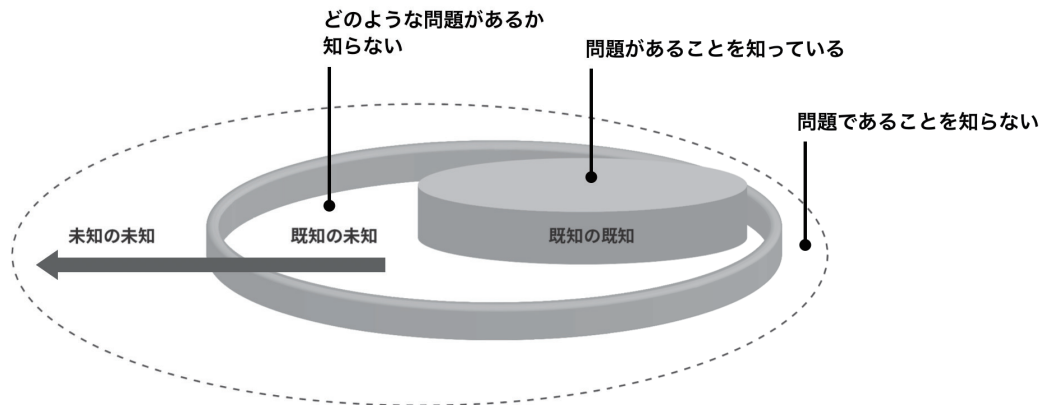 どのような問題があるか
知らない
問題があることを知っている
問題であることを知らない
未知の未知
既知の未知
既知の既知